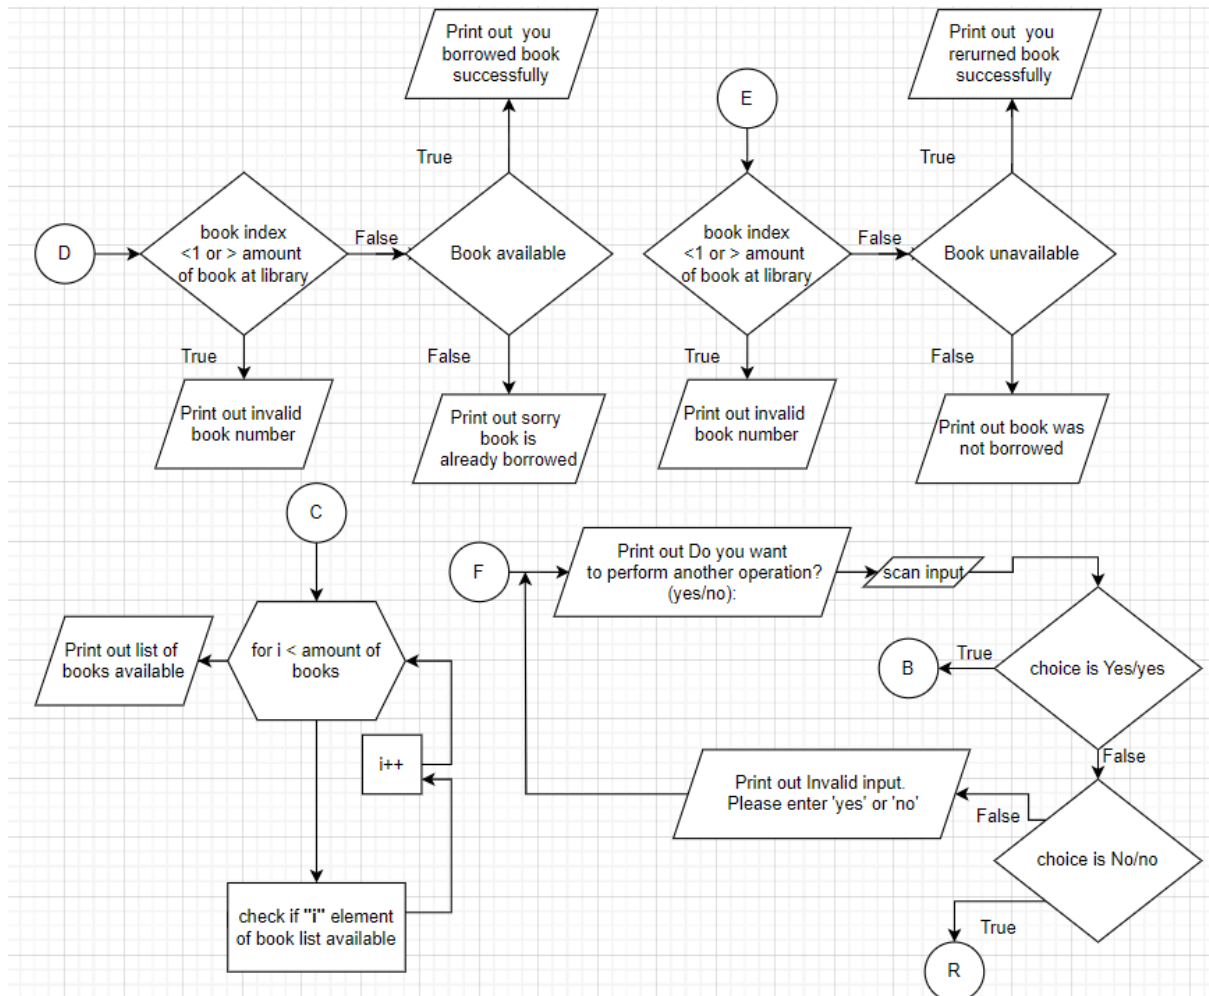 Print out  you
borrowed book
successfully
Print out  you
rerurned book
successfully
E
True
True
D
book index
<1 or > amount
of book at library
False
Book available
book index
<1 or > amount
of book at library
False
Book unavailable
True
False
True
False
Print out invalid
book number
Print out sorry
book is
already borrowed
Print out invalid
book number
Print out book was
not borrowed
C
for i < amount of
books
Print out list of
books available
i++
check if "i" element
of book list available
F
Print out Do you want
to perform another operation?
(yes/no):
scan input
choice is Yes/yes
True
B
False
Print out Invalid input.
Please enter 'yes' or 'no'
False
choice is No/no
True
R